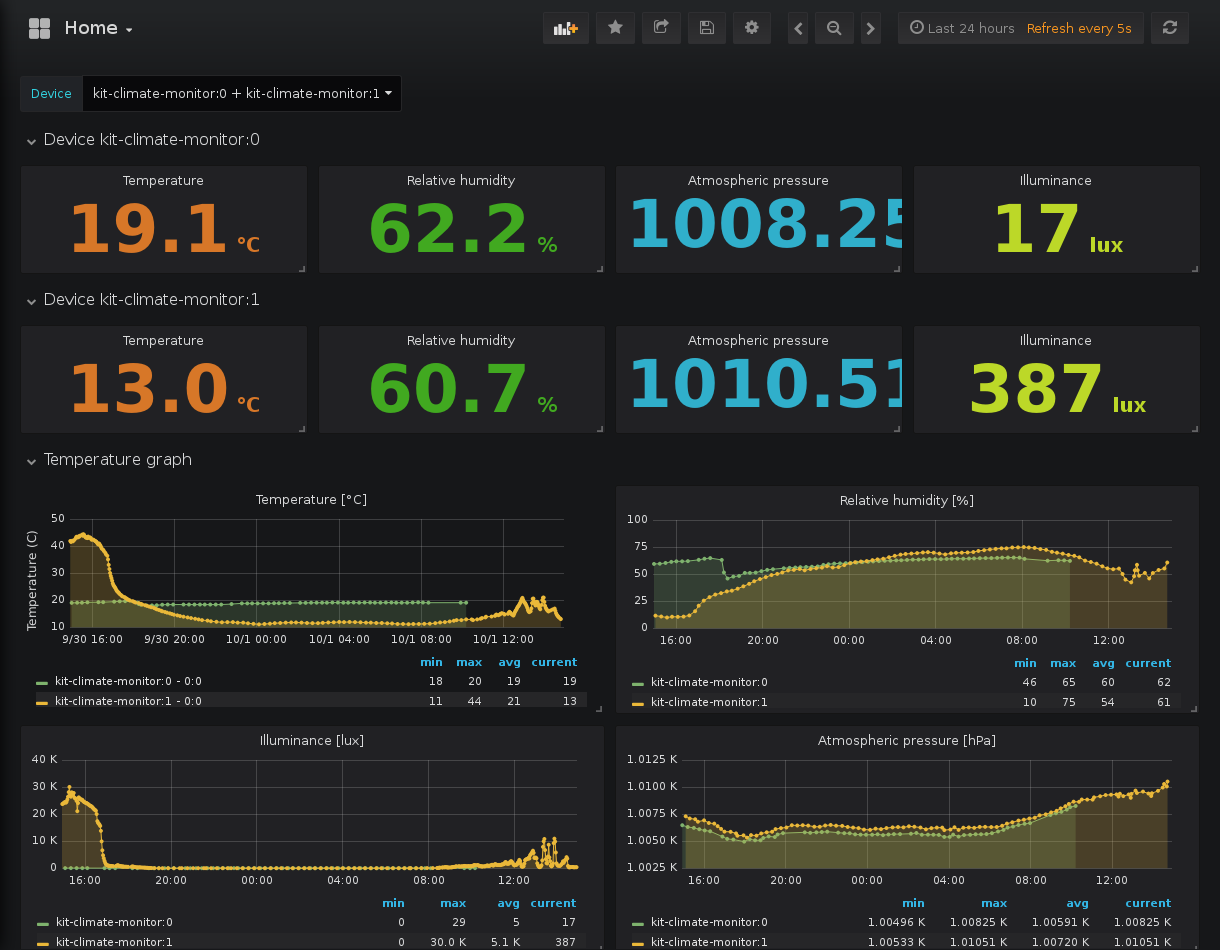 Home
Last 24 hours Refresh every 5s
Device kit-climate-monitor:0 + kit-climate-monitor:1
Device kit-climate-monitor:0
Temperature Relative humidity Atmospheric pressure Illuminance
19.1 °C 62.2 % 1008.25 17 lux
Device kit-climate-monitor:1
Temperature Relative humidity Atmospheric pressure Illuminance
13.0 °C 60.7 % 1010.51 387 lux
Temperature graph
Temperature [°C]
Temperature (C)
50
40
30
20
10
9/30 16:00 9/30 20:00 10/1 00:00 10/1 04:00 10/1 08:00 10/1 12:00
min max avg current
kit-climate-monitor:0 - 0:0 18 20 19 19
kit-climate-monitor:1 - 0:0 11 44 21 13
Relative humidity [%]
100
75
50
25
0
16:00 20:00 00:00 04:00 08:00 12:00
min max avg current
kit-climate-monitor:0 46 65 60 62
kit-climate-monitor:1 10 75 54 61
Illuminance [lux]
40 K
30 K
20 K
10 K
0
16:00 20:00 00:00 04:00 08:00 12:00
min max avg current
kit-climate-monitor:0 0 29 5 17
kit-climate-monitor:1 0 30.0 K 5.1 K 387
Atmospheric pressure [hPa]
1.0125 K
1.0100 K
1.0075 K
1.0050 K
1.0025 K
16:00 20:00 00:00 04:00 08:00 12:00
min max avg current
kit-climate-monitor:0 1.00496 K 1.00825 K 1.00591 K 1.00825 K
kit-climate-monitor:1 1.00533 K 1.01051 K 1.00720 K 1.01051 K